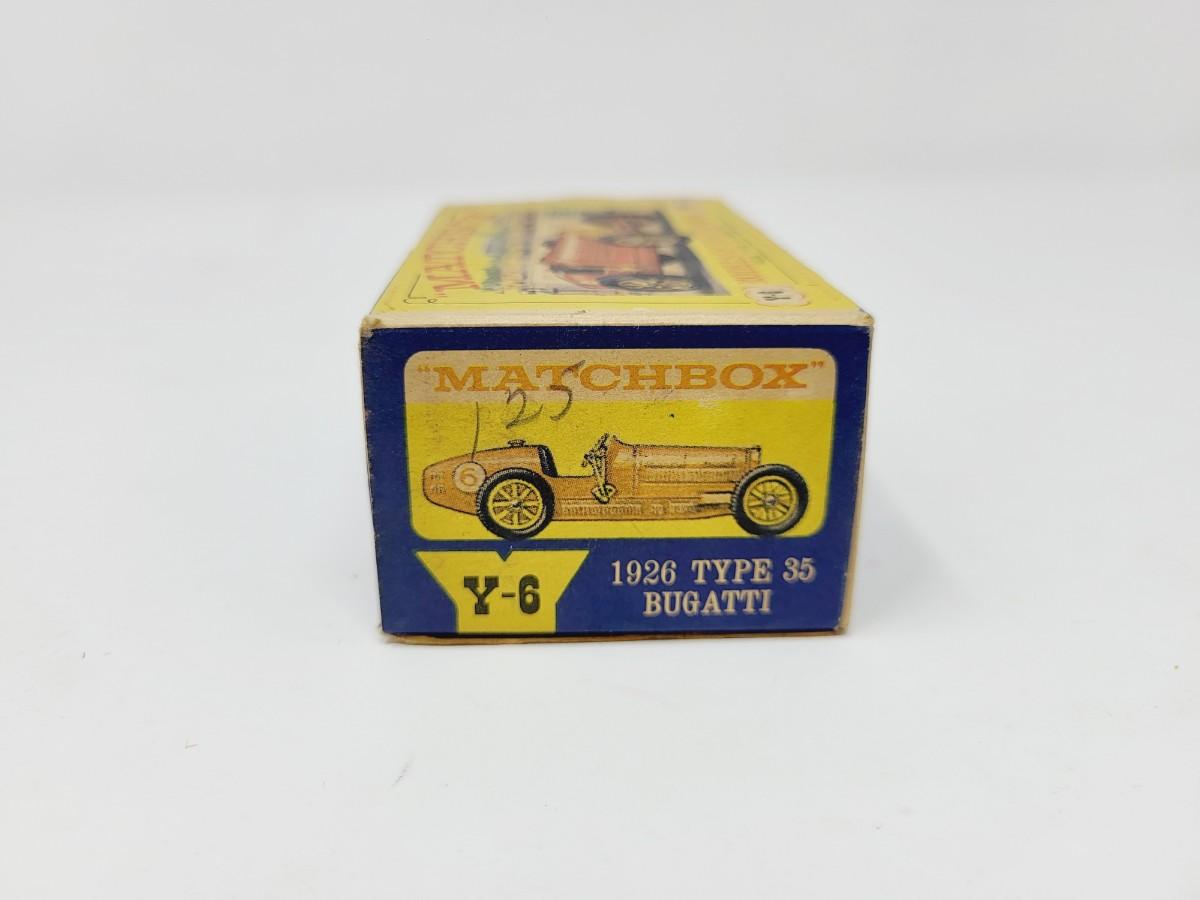 "MATCHBOX"
1 25
6
Y-6
1926 TYPE 35
BUGATTI